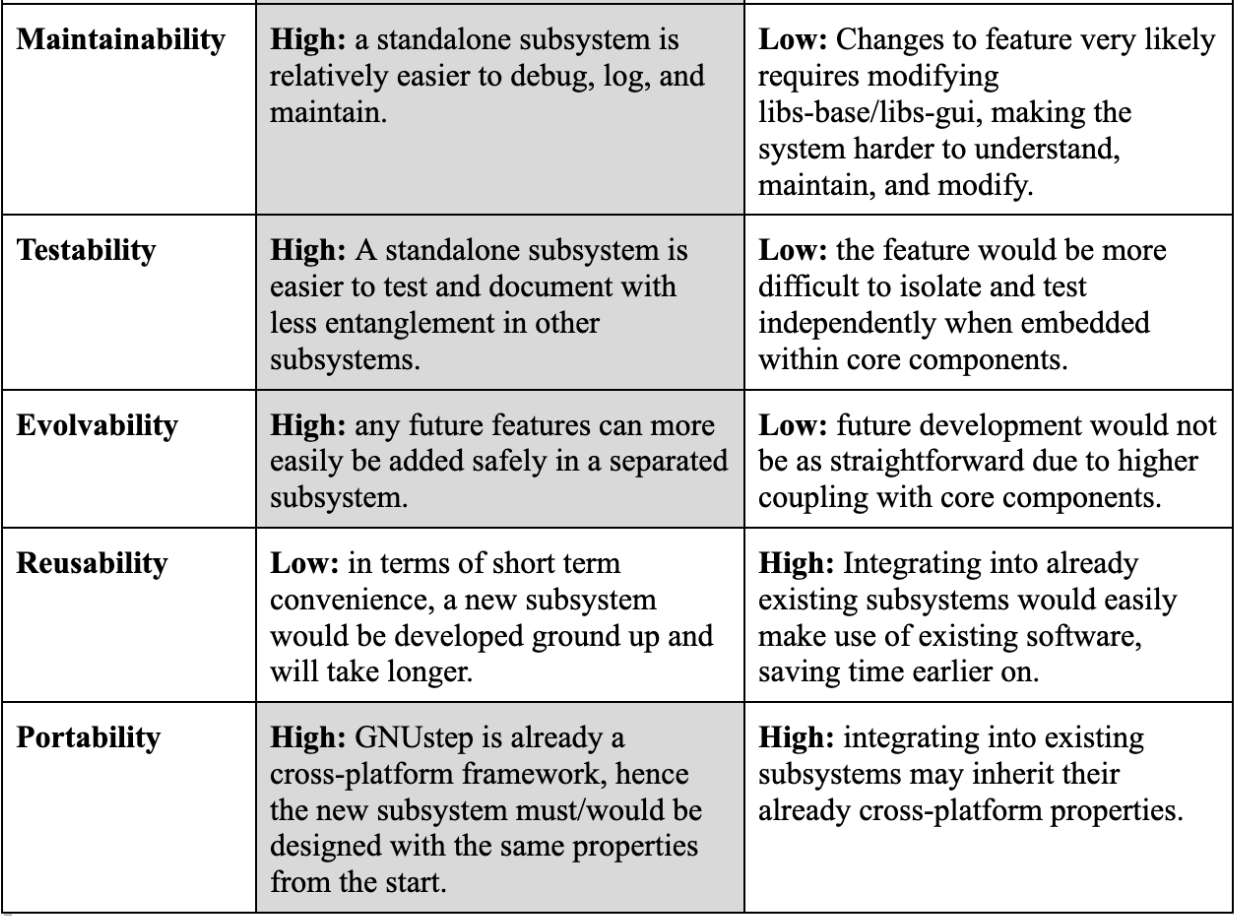 Maintainability
High: a standalone subsystem is
relatively easier to debug, log, and
maintain.
Low: Changes to feature very likely
requires modifying
libs-base/libs-gui, making the
system harder to understand,
maintain, and modify.
Testability
High: A standalone subsystem is
easier to test and document with
less entanglement in other
subsystems.
Low: the feature would be more
difficult to isolate and test
independently when embedded
within core components.
Evolvability
High: any future features can more
easily be added safely in a separated
subsystem.
Low: future development would not
be as straightforward due to higher
coupling with core components.
Reusability
Low: in terms of short term
convenience, a new subsystem
would be developed ground up and
will take longer.
High: Integrating into already
existing subsystems would easily
make use of existing software,
saving time earlier on.
Portability
High: GNUstep is already a
cross-platform framework, hence
the new subsystem must/would be
designed with the same properties
from the start.
High: integrating into existing
subsystems may inherit their
already cross-platform properties.